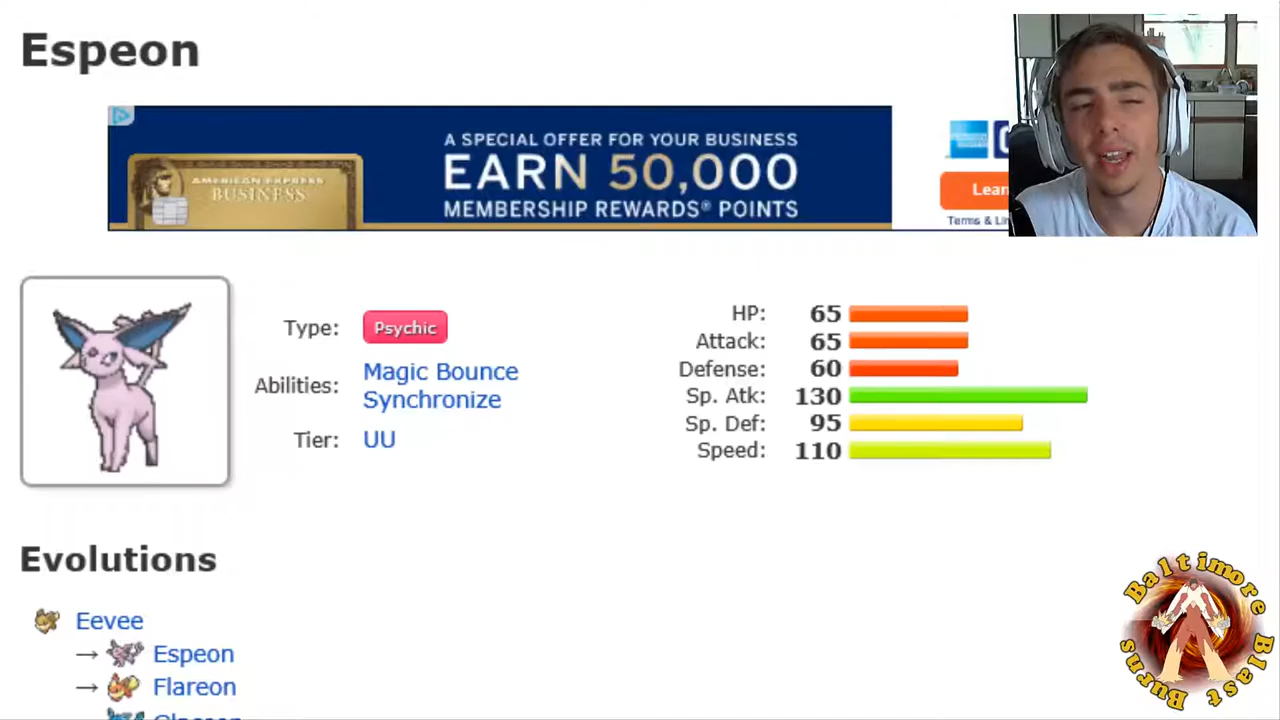 Espeon
A SPECIAL OFFER FOR YOUR BUSINESS
EARN 50,000
MEMBERSHIP REWARDS® POINTS
AMERICAN EXPRESS
BUSINESS
Terms &
Type: Psychic
Abilities: Magic Bounce
Synchronize
Tier: UU
HP: 65
Attack: 65
Defense: 60
Sp. Atk: 130
Sp. Def: 95
Speed: 110
Evolutions
Eevee
→ Espeon
→ Flareon
Baltimore Blast Burns